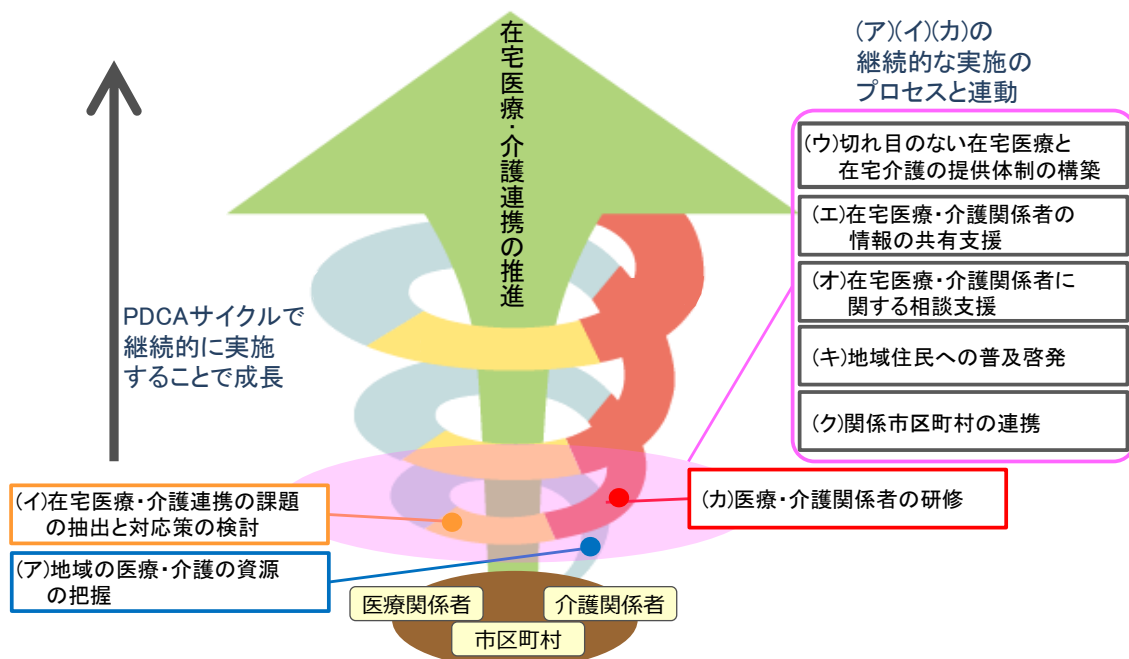 在宅医療・介護連携の推進
(ア)(イ)(カ)の
継続的な実施の
プロセスと連動
(ウ)切れ目のない在宅医療と
在宅介護の提供体制の構築
(エ)在宅医療・介護関係者の
情報の共有支援
(オ)在宅医療・介護関係者に
関する相談支援
(キ)地域住民への普及啓発
(ク)関係市区町村の連携
PDCAサイクルで
継続的に実施
することで成長
(イ)在宅医療・介護連携の課題
の抽出と対応策の検討
(カ)医療・介護関係者の研修
(ア)地域の医療・介護の資源
の把握
医療関係者
介護関係者
市区町村